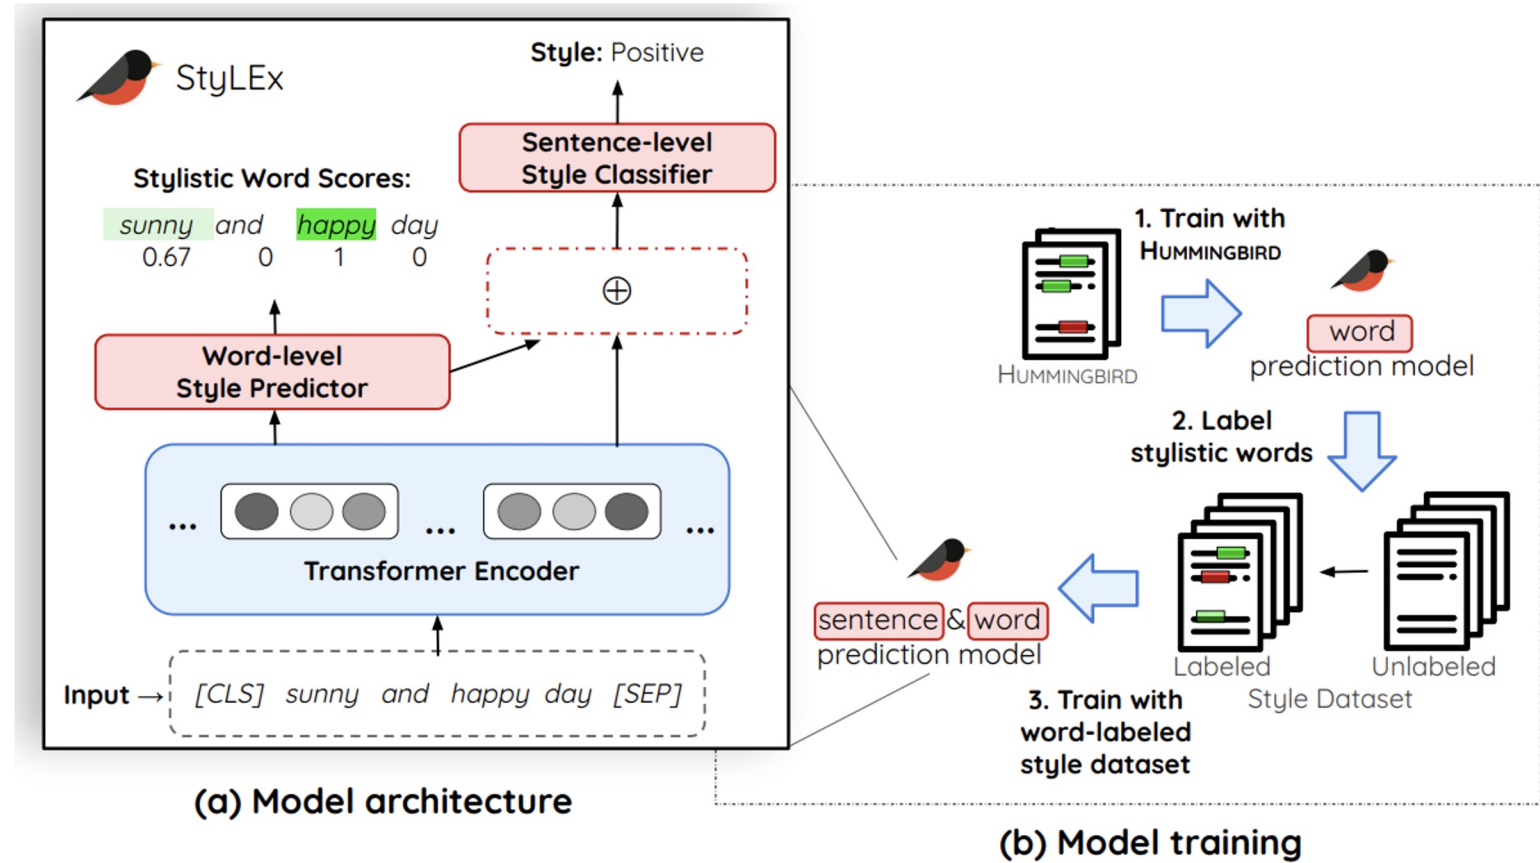 StyLEx
Style: Positive
Sentence-level
Style Classifier
Stylistic Word Scores:
sunny and happy day
0.67 0 1 0
⊕
Word-level
Style Predictor
... ... ...
Transformer Encoder
Input → [CLS] sunny and happy day [SEP]
(a) Model architecture
1. Train with
HUMMINGBIRD
HUMMINGBIRD
word
prediction model
2. Label
stylistic words
Labeled Unlabeled
Style Dataset
sentence & word
prediction model
3. Train with
word-labeled
style dataset
(b) Model training